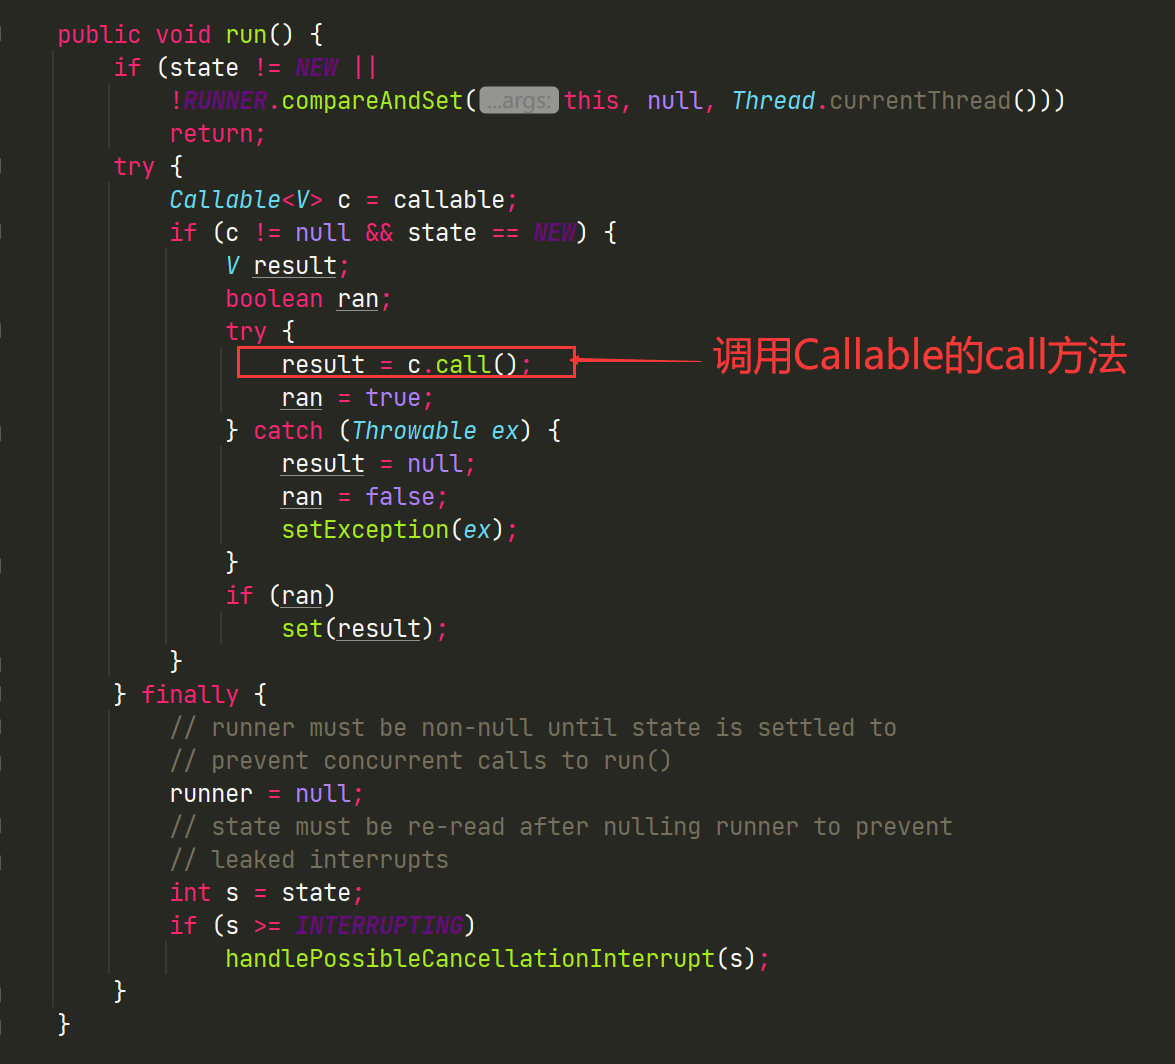 public void run() {
if (state != NEW ||
!RUNNER.compareAndSet(...args: this, null, Thread.currentThread()))
return;
try {
Callable<V> c = callable;
if (c != null && state == NEW) {
V result;
boolean ran;
try {
result = c.call(); 调用Callable的call方法
ran = true;
} catch (Throwable ex) {
result = null;
ran = false;
setException(ex);
}
if (ran)
set(result);
}
} finally {
// runner must be non-null until state is settled to
// prevent concurrent calls to run()
runner = null;
// state must be re-read after nulling runner to prevent
// leaked interrupts
int s = state;
if (s >= INTERRUPTING)
handlePossibleCancellationInterrupt(s);
}
}